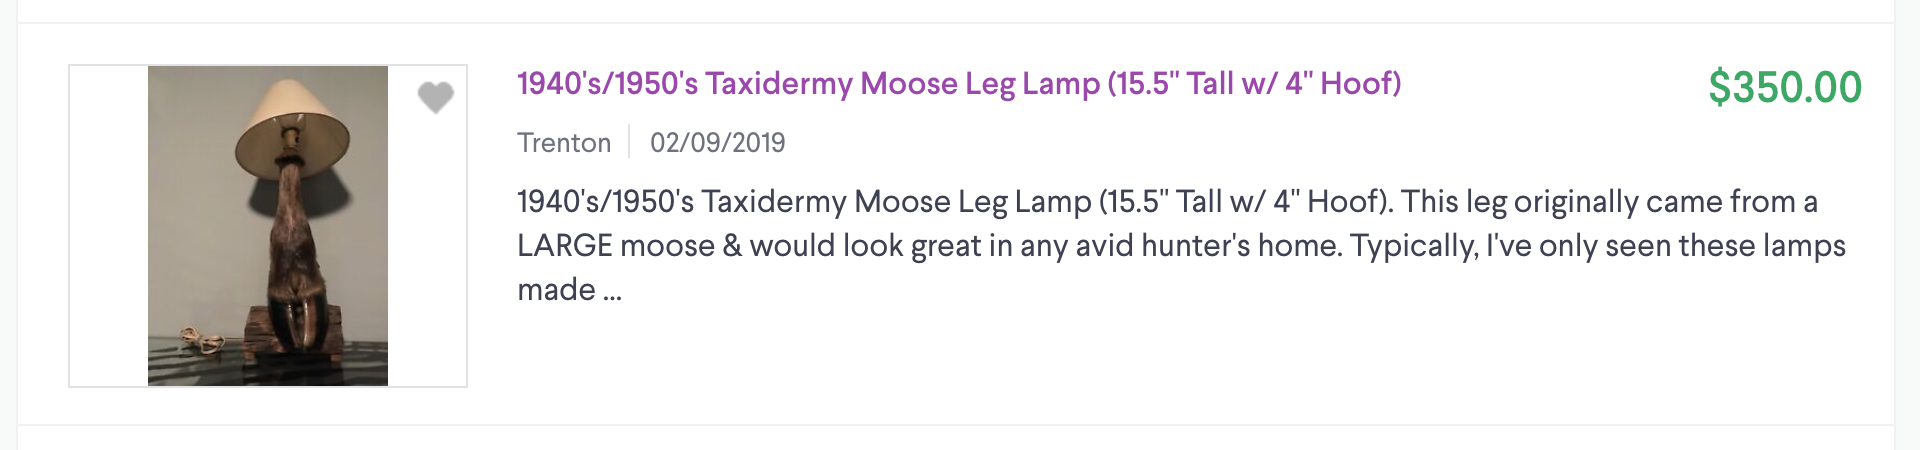 1940's/1950's Taxidermy Moose Leg Lamp (15.5" Tall w/ 4" Hoof)
$350.00
Trenton
02/09/2019
1940's/1950's Taxidermy Moose Leg Lamp (15.5" Tall w/ 4" Hoof). This leg originally came from a
LARGE moose & would look great in any avid hunter's home. Typically, I've only seen these lamps
made ...